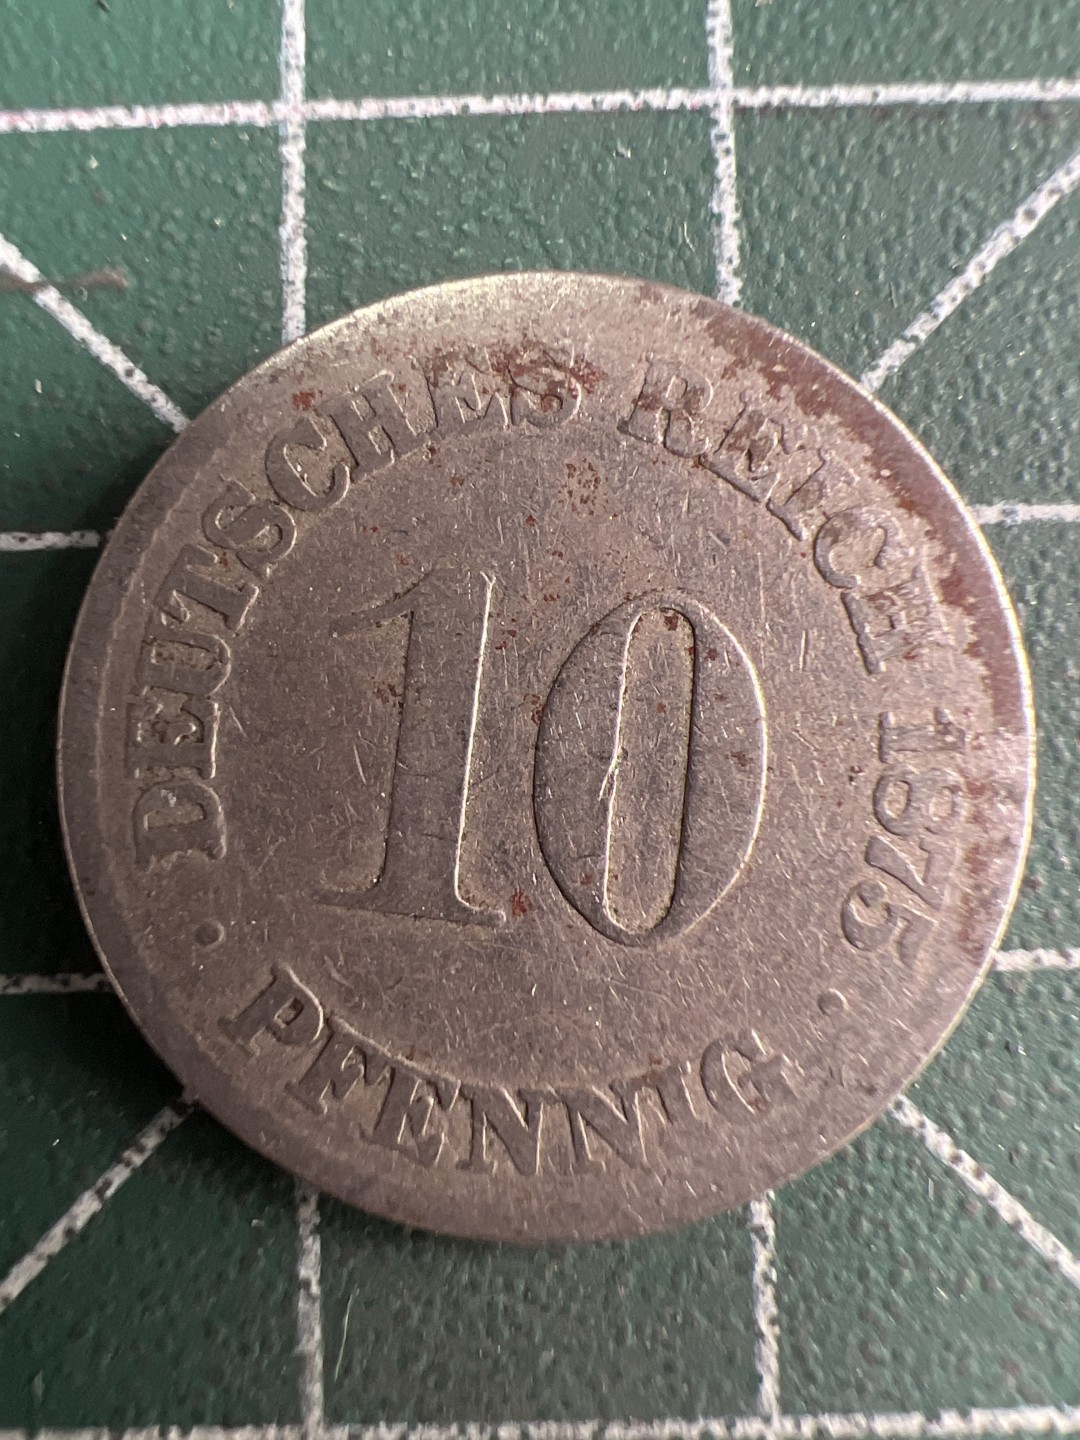 DEUTSCHES REICH 1875
10
· PFENNIG ·